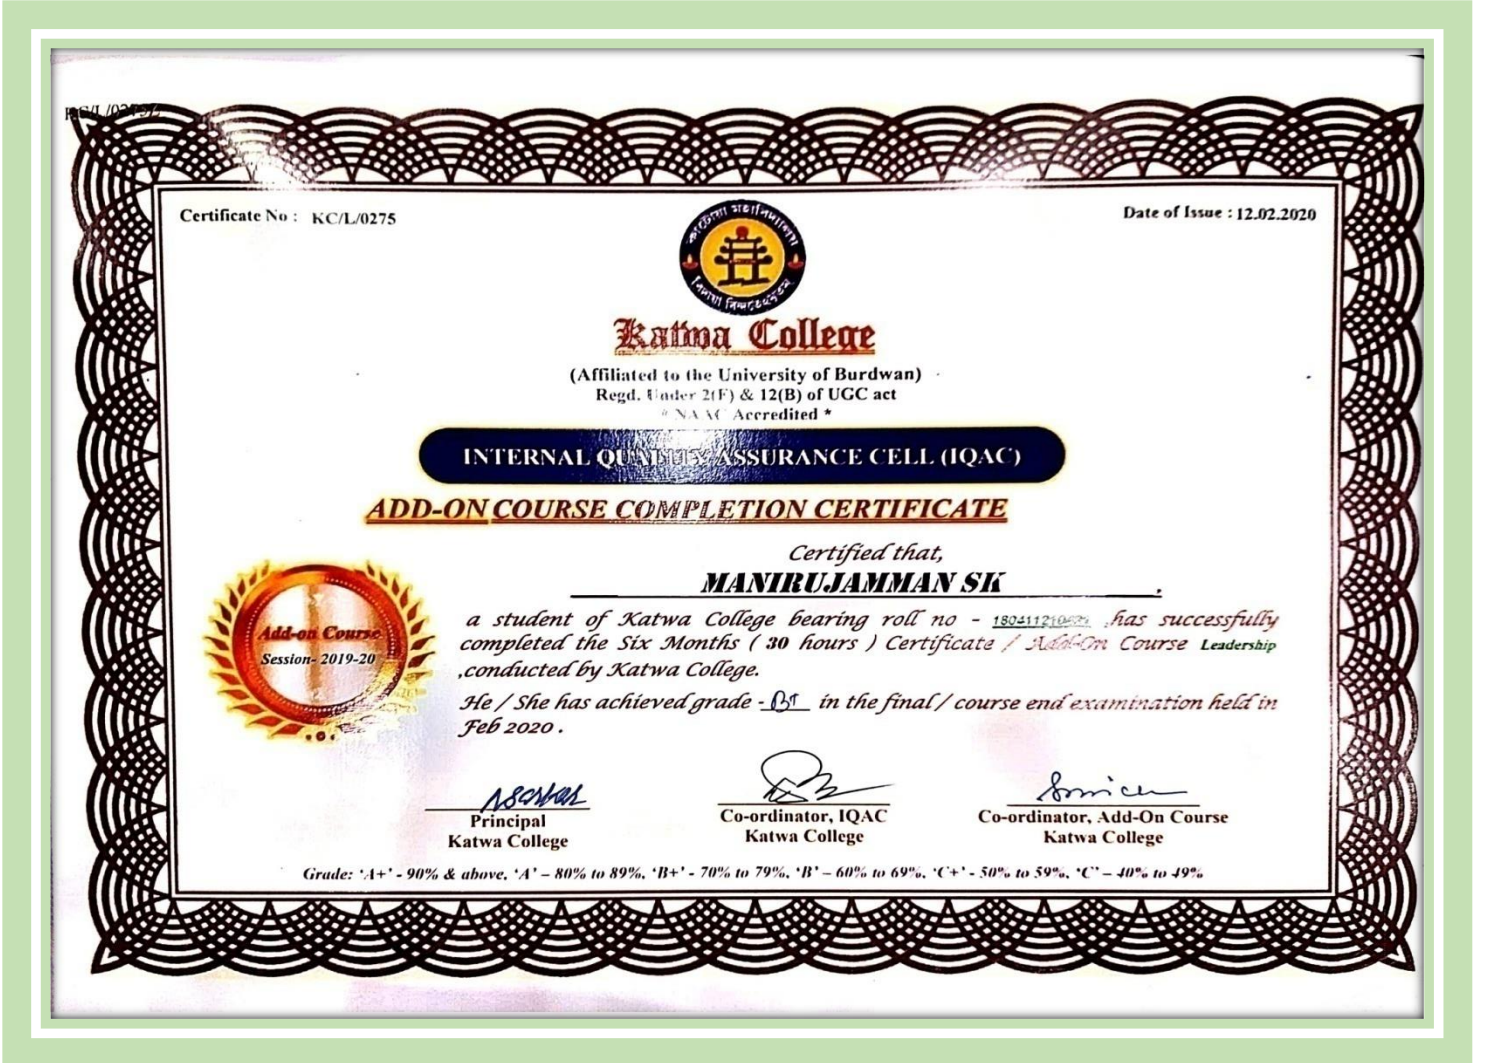 Certificate No : KC/L/0275
Date of Issue : 12.02.2020
কাটোয়া মহাবিদ্যালয়
Katwa College
(Affiliated to the University of Burdwan)
Regd. Under 2(F) & 12(B) of UGC act
* NAAC Accredited *
INTERNAL QUALITY ASSURANCE CELL (IQAC)
ADD-ON COURSE COMPLETION CERTIFICATE
Certified that,
MANIRUJAMMAN SK .
Add-on Course
Session- 2019-20
a student of Katwa College bearing roll no - ,has successfully
completed the Six Months ( 30 hours ) Certificate / Add-On Course Leadership
,conducted by Katwa College.
He / She has achieved grade - B+ in the final / course end examination held in
Feb 2020 .
Principal
Katwa College
Co-ordinator, IQAC
Katwa College
Co-ordinator, Add-On Course
Katwa College
Grade: 'A+' - 90% & above, 'A' – 80% to 89%, 'B+' - 70% to 79%, 'B' – 60% to 69%, 'C+' - 50% to 59%, 'C' – 40% to 49%